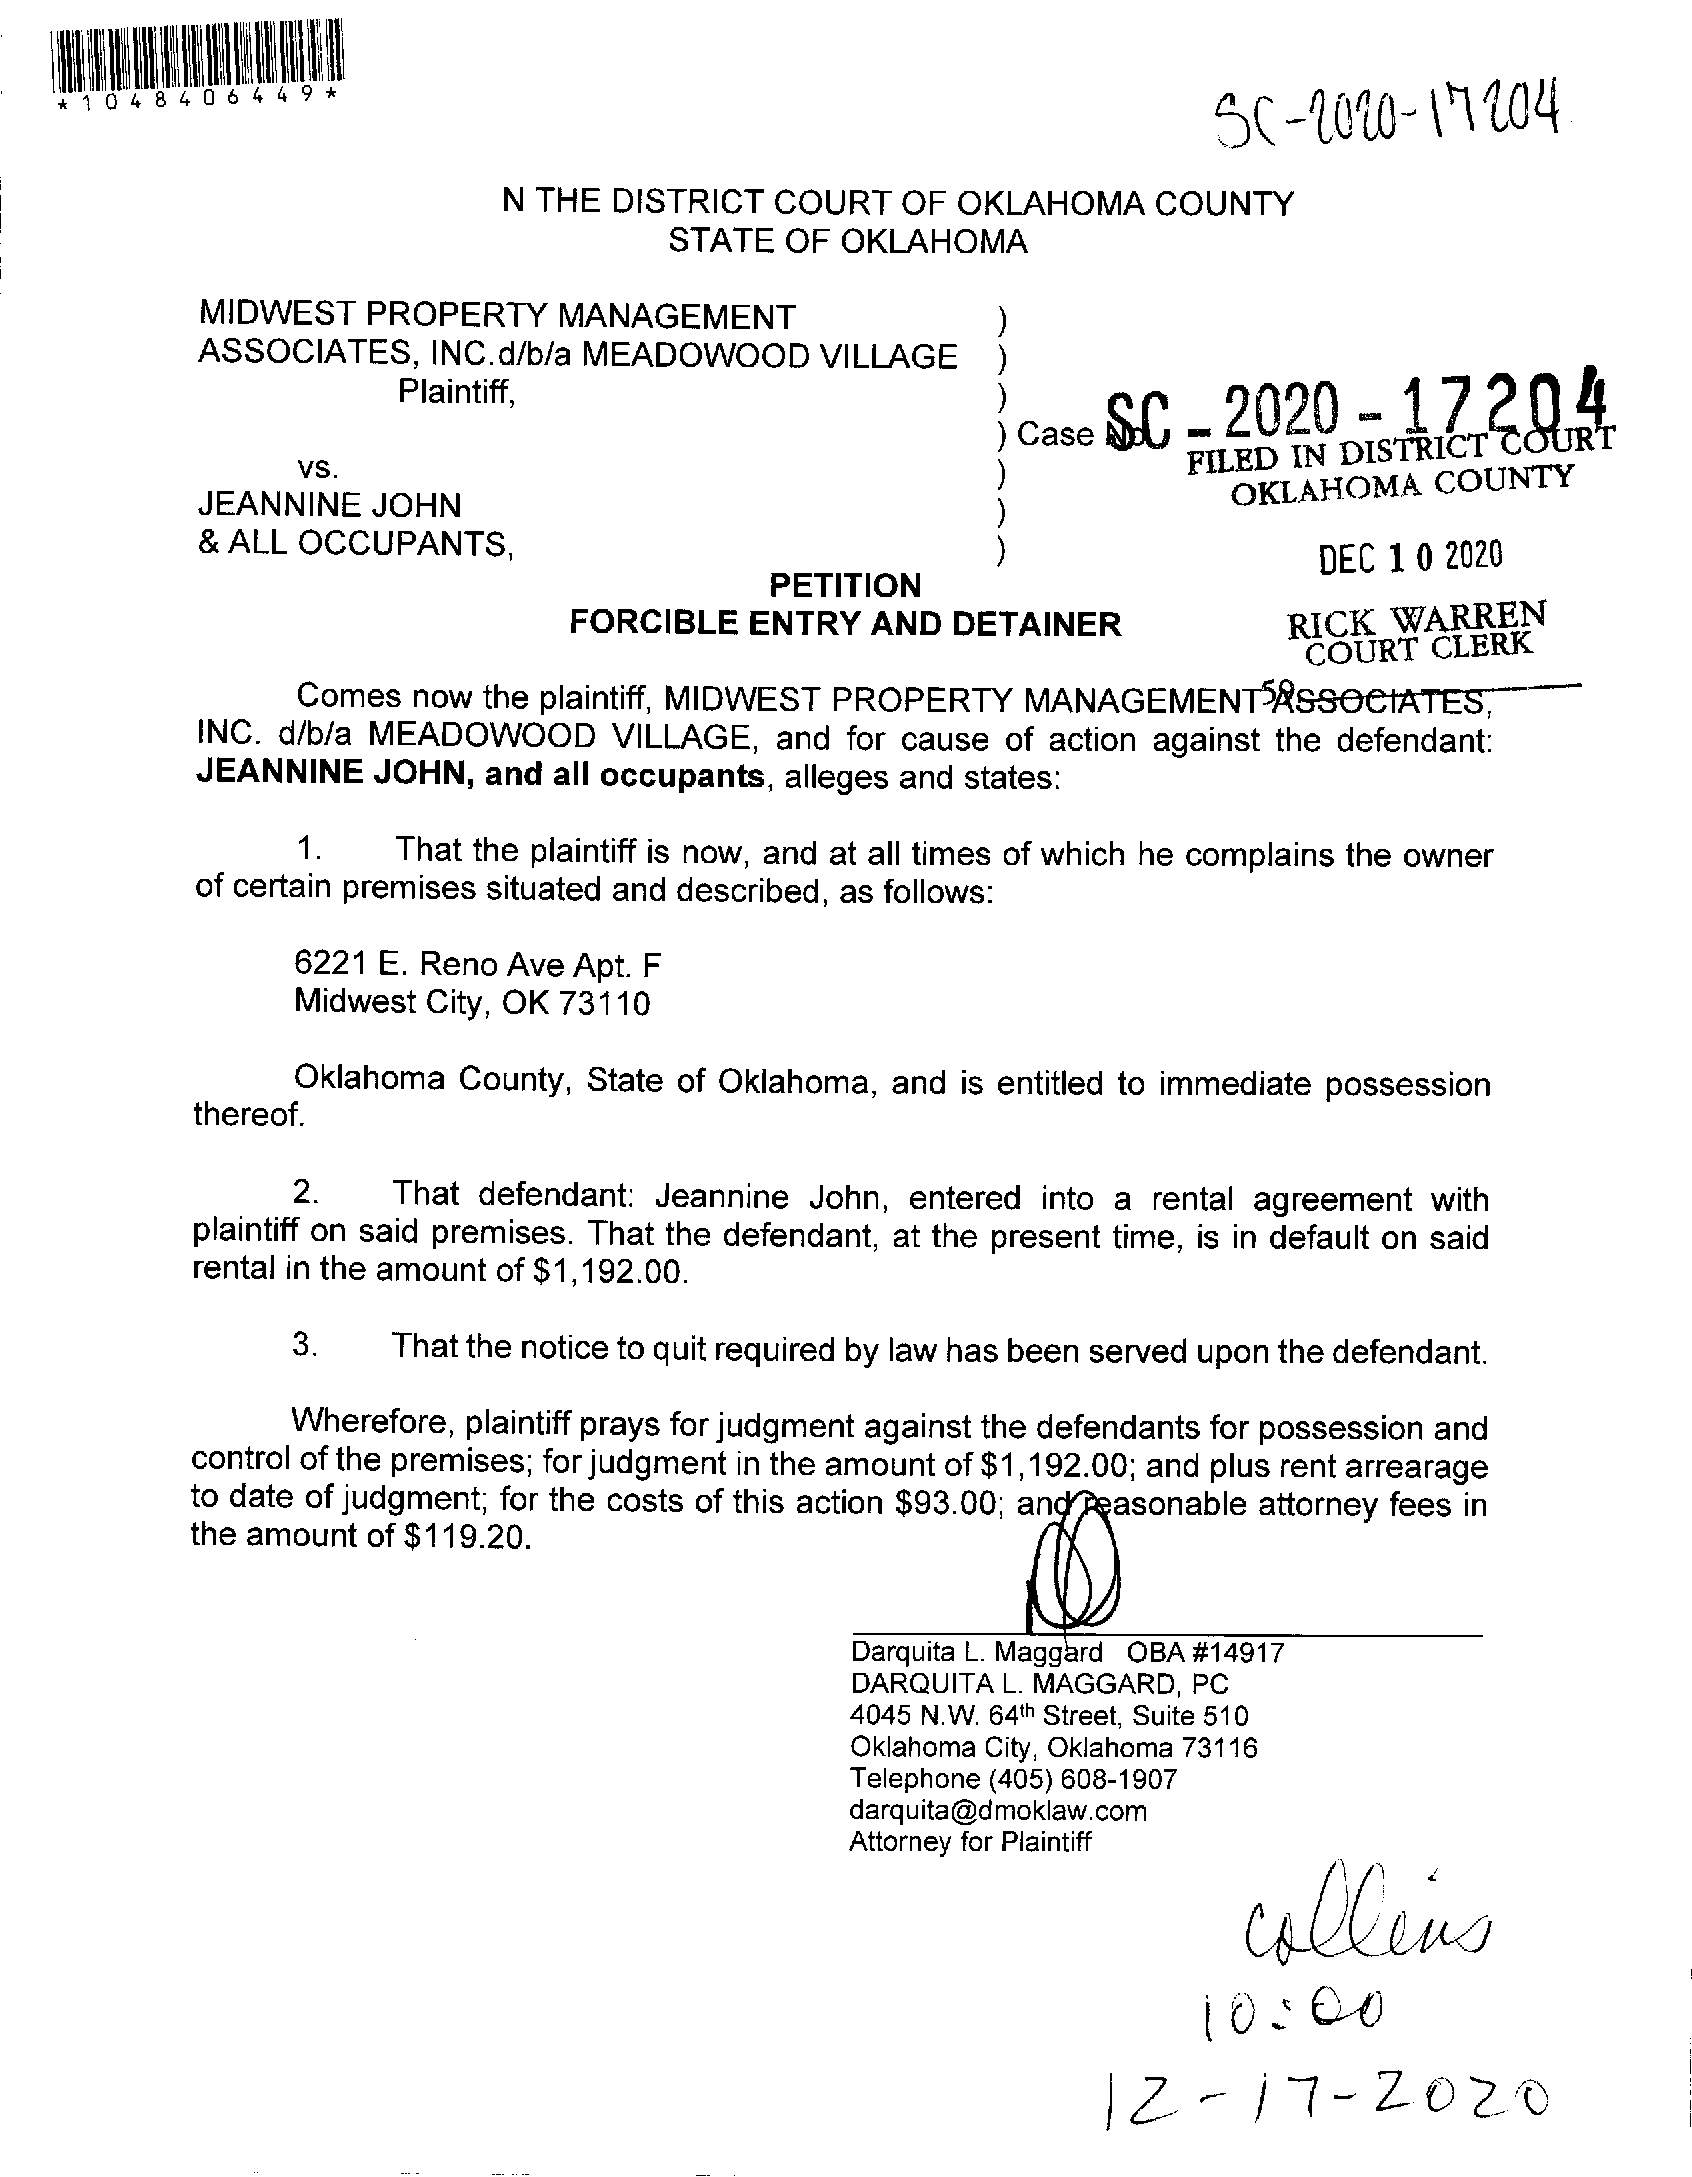 *1048406449*
SC-2020-17204
N THE DISTRICT COURT OF OKLAHOMA COUNTY
STATE OF OKLAHOMA
MIDWEST PROPERTY MANAGEMENT )
ASSOCIATES, INC.d/b/a MEADOWOOD VILLAGE )
Plaintiff, )
) Case No. SC - 2020 - 17204
FILED IN DISTRICT COURT
OKLAHOMA COUNTY
vs. )
JEANNINE JOHN )
& ALL OCCUPANTS, )
DEC 10 2020
PETITION
FORCIBLE ENTRY AND DETAINER
RICK WARREN
COURT CLERK
59
Comes now the plaintiff, MIDWEST PROPERTY MANAGEMENT ASSOCIATES,
INC. d/b/a MEADOWOOD VILLAGE, and for cause of action against the defendant:
JEANNINE JOHN, and all occupants, alleges and states:
1. That the plaintiff is now, and at all times of which he complains the owner
of certain premises situated and described, as follows:
6221 E. Reno Ave Apt. F
Midwest City, OK 73110
Oklahoma County, State of Oklahoma, and is entitled to immediate possession
thereof.
2. That defendant: Jeannine John, entered into a rental agreement with
plaintiff on said premises. That the defendant, at the present time, is in default on said
rental in the amount of $1,192.00.
3. That the notice to quit required by law has been served upon the defendant.
Wherefore, plaintiff prays for judgment against the defendants for possession and
control of the premises; for judgment in the amount of $1,192.00; and plus rent arrearage
to date of judgment; for the costs of this action $93.00; and reasonable attorney fees in
the amount of $119.20.
Darquita L. Maggard OBA #14917
DARQUITA L. MAGGARD, PC
4045 N.W. 64th Street, Suite 510
Oklahoma City, Oklahoma 73116
Telephone (405) 608-1907
darquita@dmoklaw.com
Attorney for Plaintiff
collins
10:00
12-17-2020